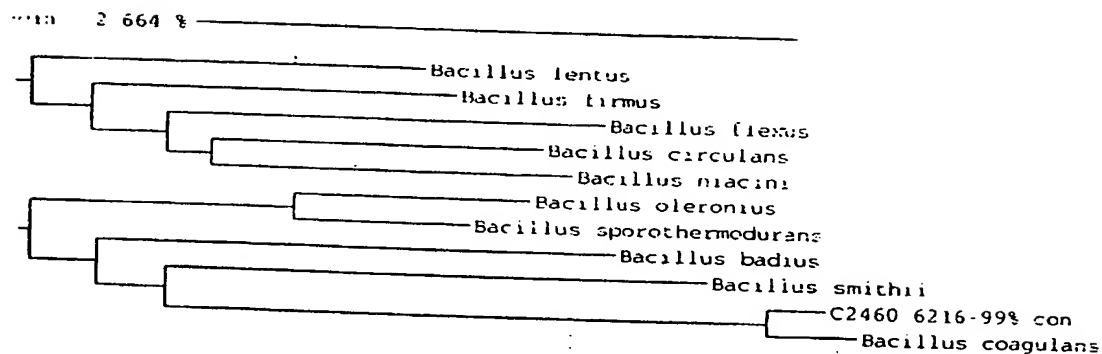 2 664 %
Bacillus lentus
Bacillus firmus
Bacillus flexus
Bacillus circulans
Bacillus niacini
Bacillus oleronius
Bacillus sporothermodurans
Bacillus badius
Bacillus smithii
C2460 6216-99% con
Bacillus coagulans